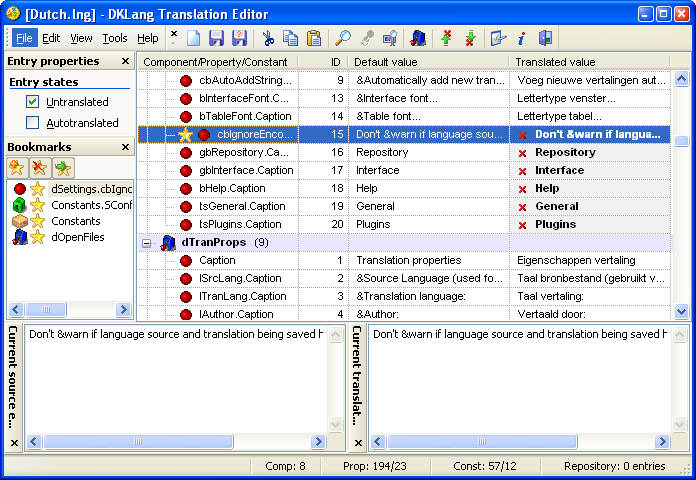 [Dutch.lng] - DKLang Translation Editor
File Edit View Tools Help
Entry properties
Entry states
Untranslated
Autotranslated
Bookmarks
dSettings.cbIgno
Constants.SConf
Constants
dOpenFiles
Component/Property/Constant ID Default value Translated value
cbAutoAddString... 9 &Automatically add new tran... Voeg nieuwe vertalingen aut...
bInterfaceFont.C... 13 &Interface font... Lettertype venster...
bTableFont.Caption 14 &Table font... Lettertype tabel...
cbIgnoreEnco... 15 Don't &warn if language sou... Don't &warn if langua...
gbRepository.Ca... 16 Repository Repository
gbInterface.Caption 17 Interface Interface
bHelp.Caption 18 Help Help
tsGeneral.Caption 19 General General
tsPlugins.Caption 20 Plugins Plugins
dTranProps (9)
Caption 1 Translation properties Eigenschappen vertaling
lSrcLang.Caption 2 &Source Language (used fo... Taal bronbestand (gebruikt v...
lTranLang.Caption 3 &Translation language: Taal vertaling:
lAuthor.Caption 4 &Author: Vertaald door:
Current source e...
Don't &warn if language source and translation being saved h
Current translat...
Don't &warn if language source and translation being saved h
Comp: 8 Prop: 194/23 Const: 57/12 Repository: 0 entries